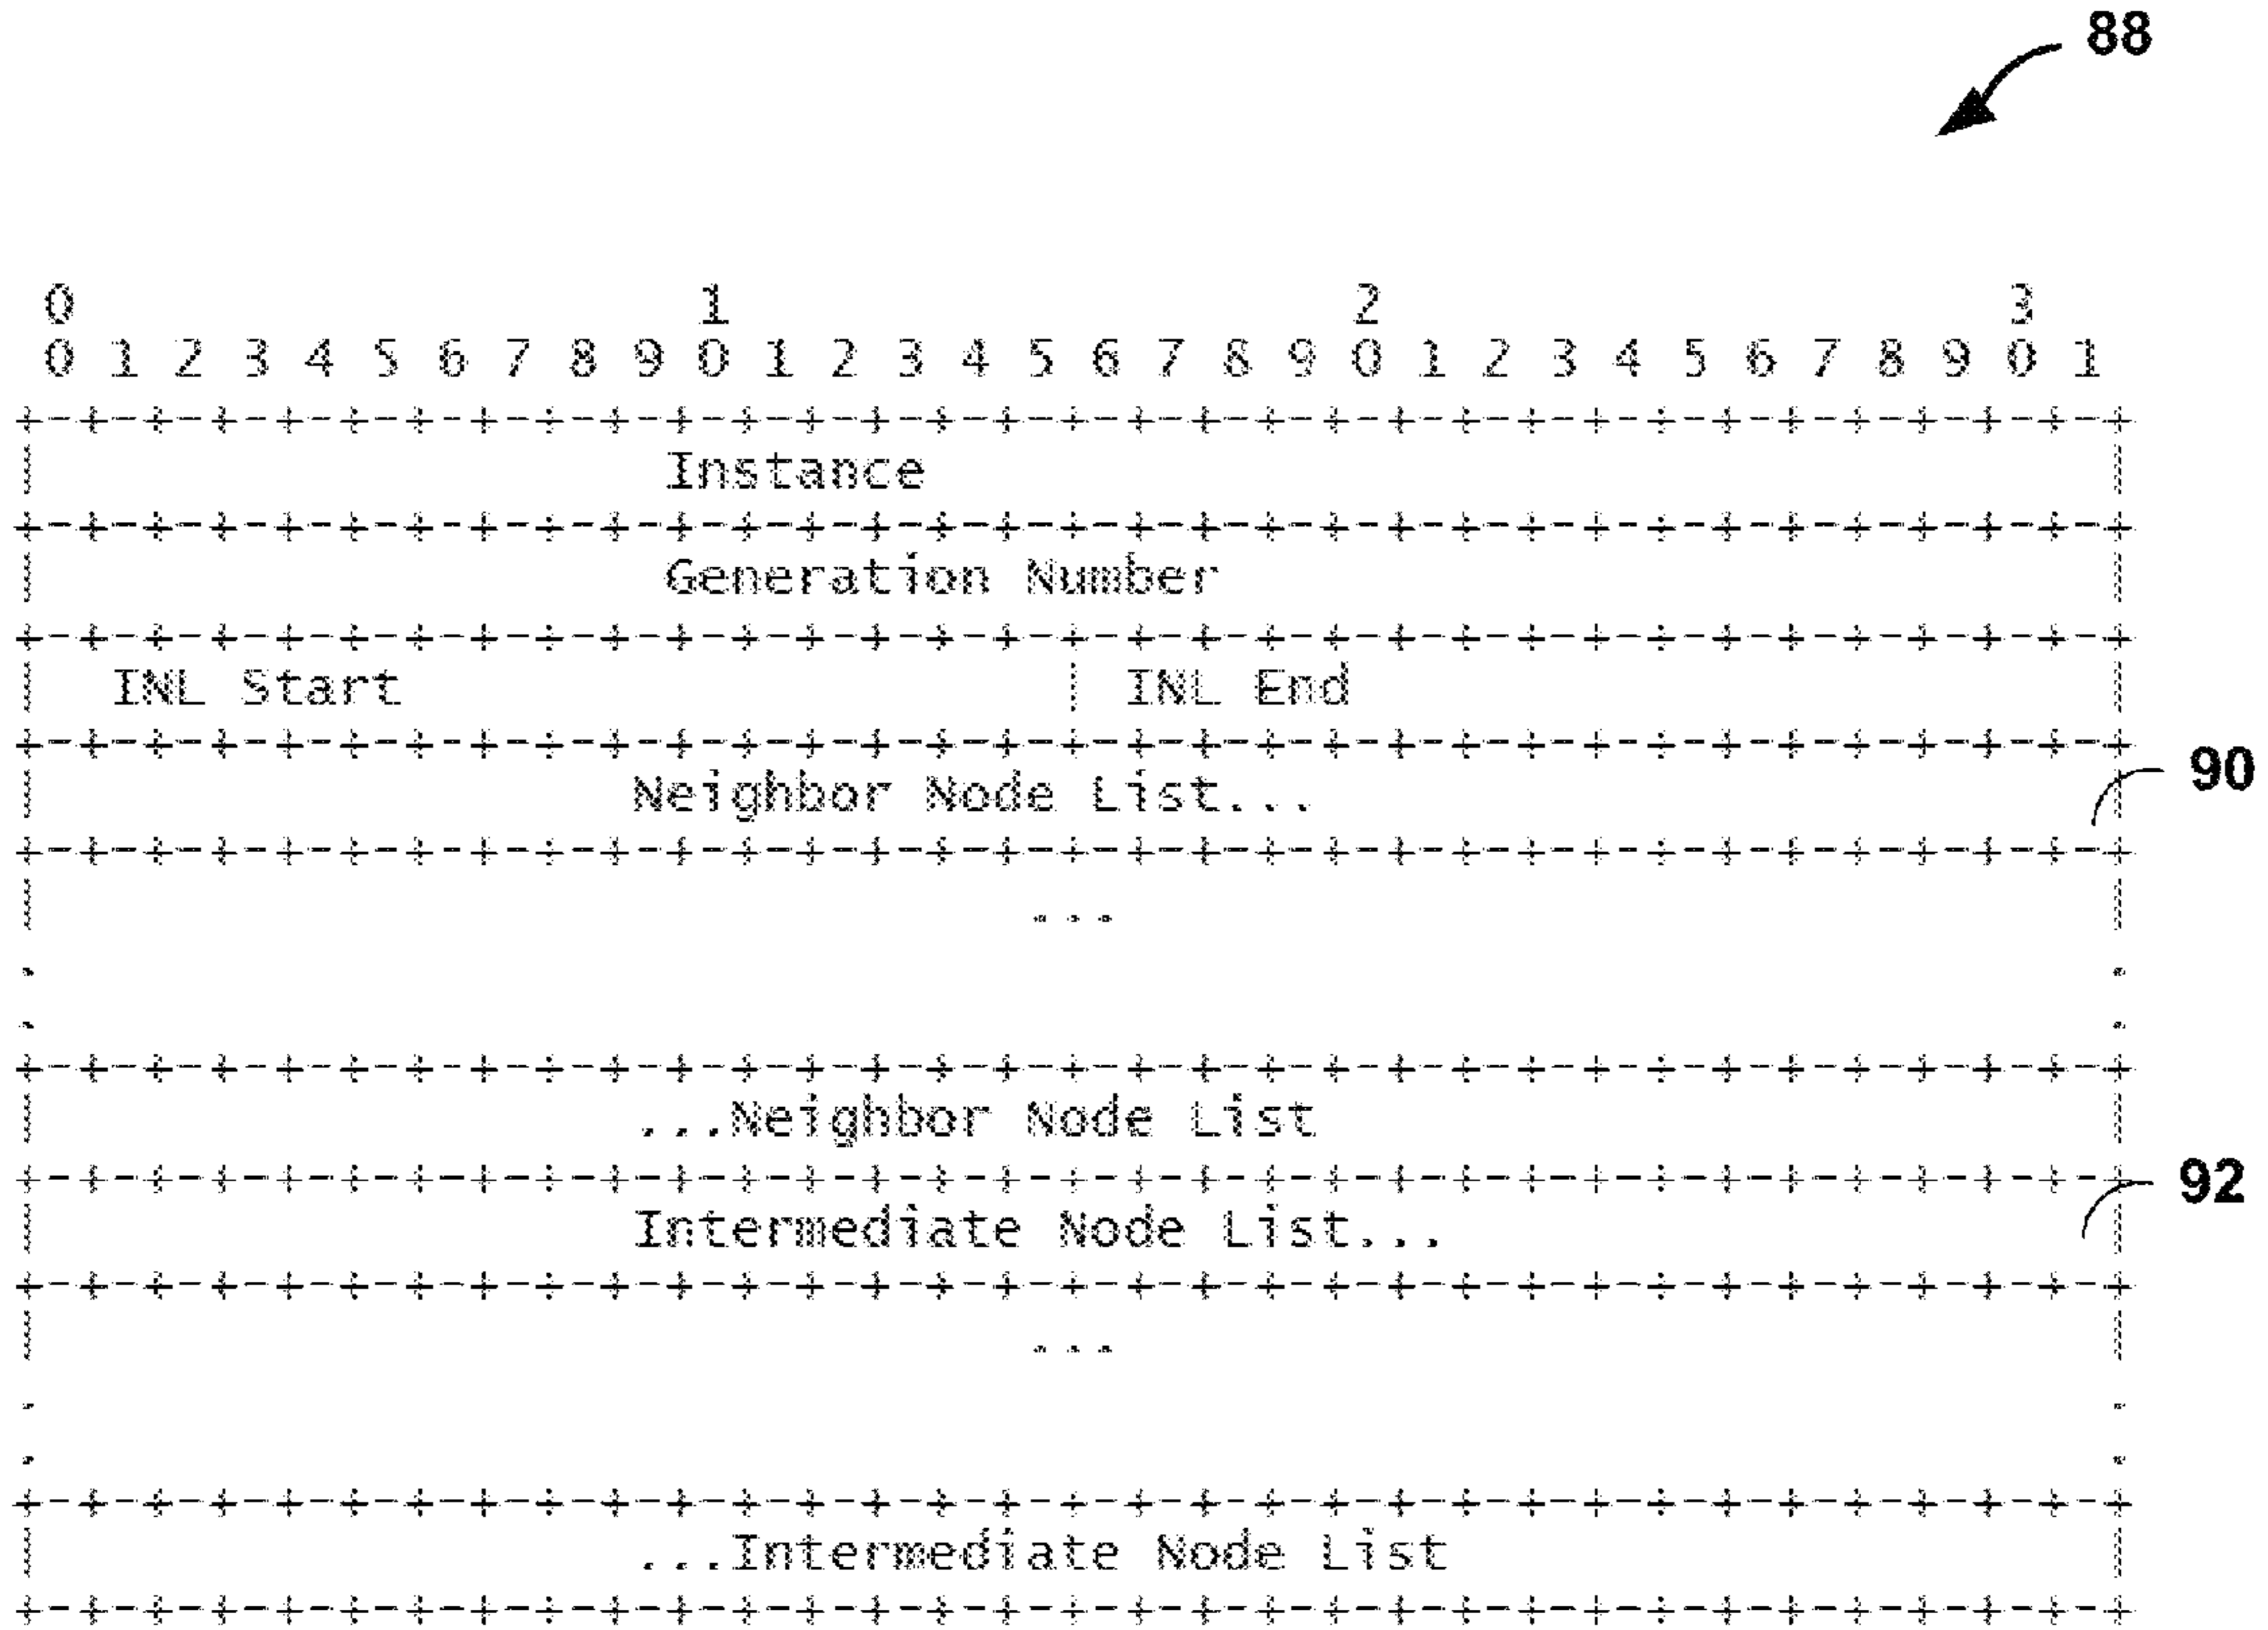 88
0 1 2 3
0 1 2 3 4 5 6 7 8 9 0 1 2 3 4 5 6 7 8 9 0 1 2 3 4 5 6 7 8 9 0 1
+-+-+-+-+-+-+-+-+-+-+-+-+-+-+-+-+-+-+-+-+-+-+-+-+-+-+-+-+-+-+-+-+
| Instance |
+-+-+-+-+-+-+-+-+-+-+-+-+-+-+-+-+-+-+-+-+-+-+-+-+-+-+-+-+-+-+-+-+
| Generation Number |
+-+-+-+-+-+-+-+-+-+-+-+-+-+-+-+-+-+-+-+-+-+-+-+-+-+-+-+-+-+-+-+-+
| INL Start | INL End |
+-+-+-+-+-+-+-+-+-+-+-+-+-+-+-+-+-+-+-+-+-+-+-+-+-+-+-+-+-+-+-+-+
| Neighbor Node List... | 90
+-+-+-+-+-+-+-+-+-+-+-+-+-+-+-+-+-+-+-+-+-+-+-+-+-+-+-+-+-+-+-+-+
| ... |
. .
. .
+-+-+-+-+-+-+-+-+-+-+-+-+-+-+-+-+-+-+-+-+-+-+-+-+-+-+-+-+-+-+-+-+
| ...Neighbor Node List |
+-+-+-+-+-+-+-+-+-+-+-+-+-+-+-+-+-+-+-+-+-+-+-+-+-+-+-+-+-+-+-+-+
| Intermediate Node List... | 92
+-+-+-+-+-+-+-+-+-+-+-+-+-+-+-+-+-+-+-+-+-+-+-+-+-+-+-+-+-+-+-+-+
| ... |
. .
. .
+-+-+-+-+-+-+-+-+-+-+-+-+-+-+-+-+-+-+-+-+-+-+-+-+-+-+-+-+-+-+-+-+
| ...Intermediate Node List |
+-+-+-+-+-+-+-+-+-+-+-+-+-+-+-+-+-+-+-+-+-+-+-+-+-+-+-+-+-+-+-+-+